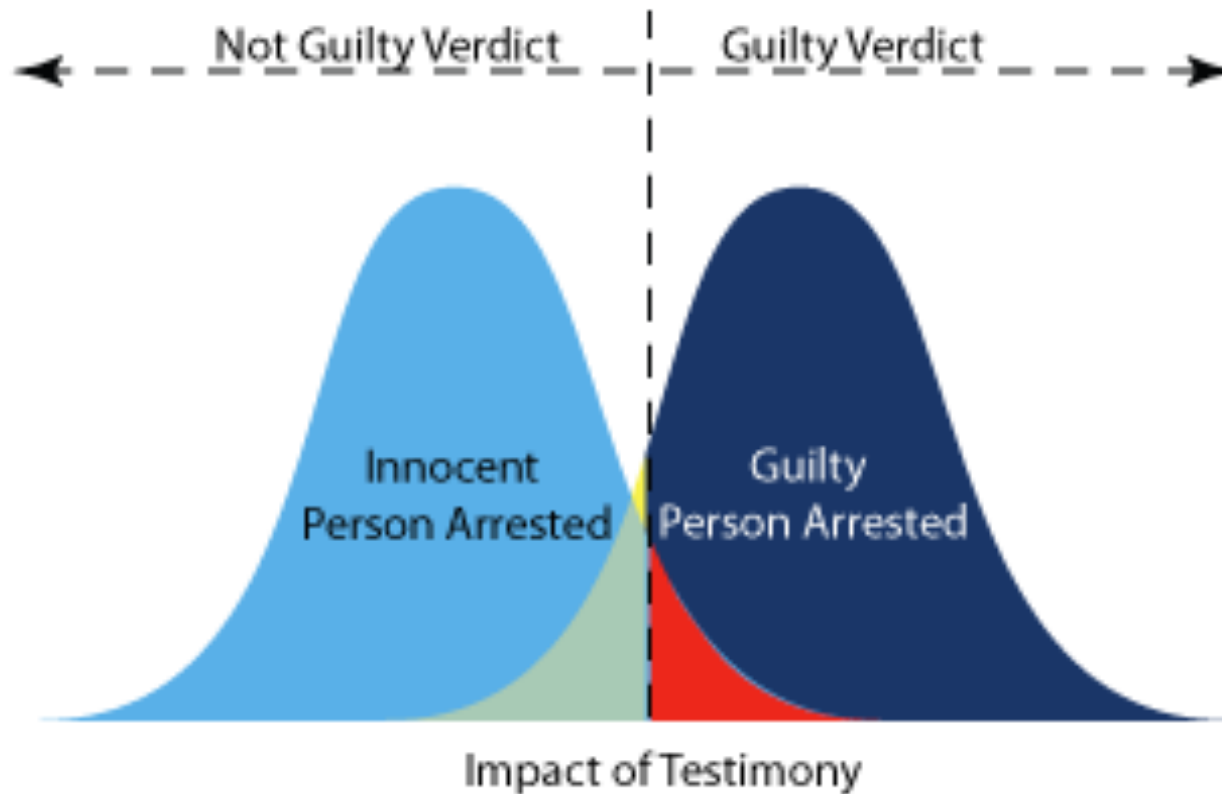 Not Guilty Verdict
Guilty Verdict
Innocent
Person Arrested
Guilty
Person Arrested
Impact of Testimony